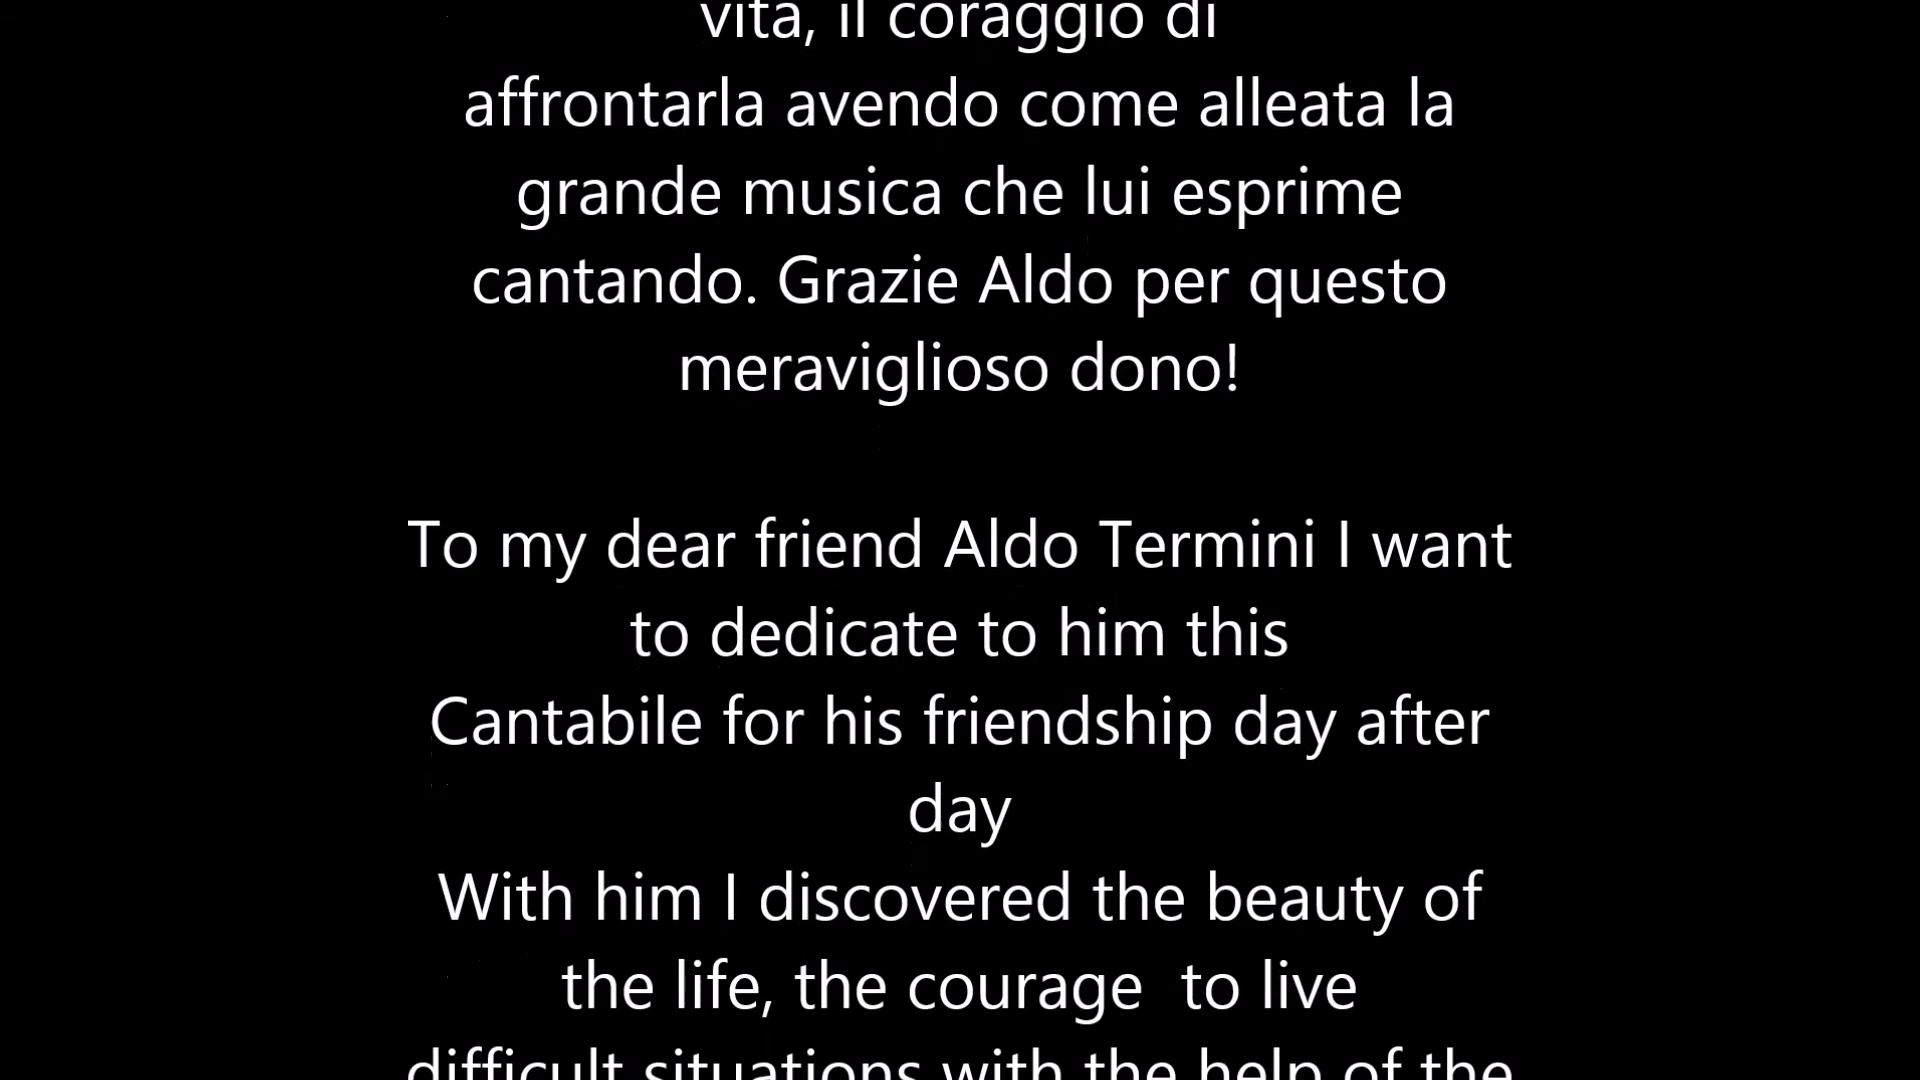 vita, il coraggio di
affrontarla avendo come alleata la
grande musica che lui esprime
cantando. Grazie Aldo per questo
meraviglioso dono!
To my dear friend Aldo Termini I want
to dedicate to him this
Cantabile for his friendship day after
day
With him I discovered the beauty of
the life, the courage  to live
difficult situations with the help of the